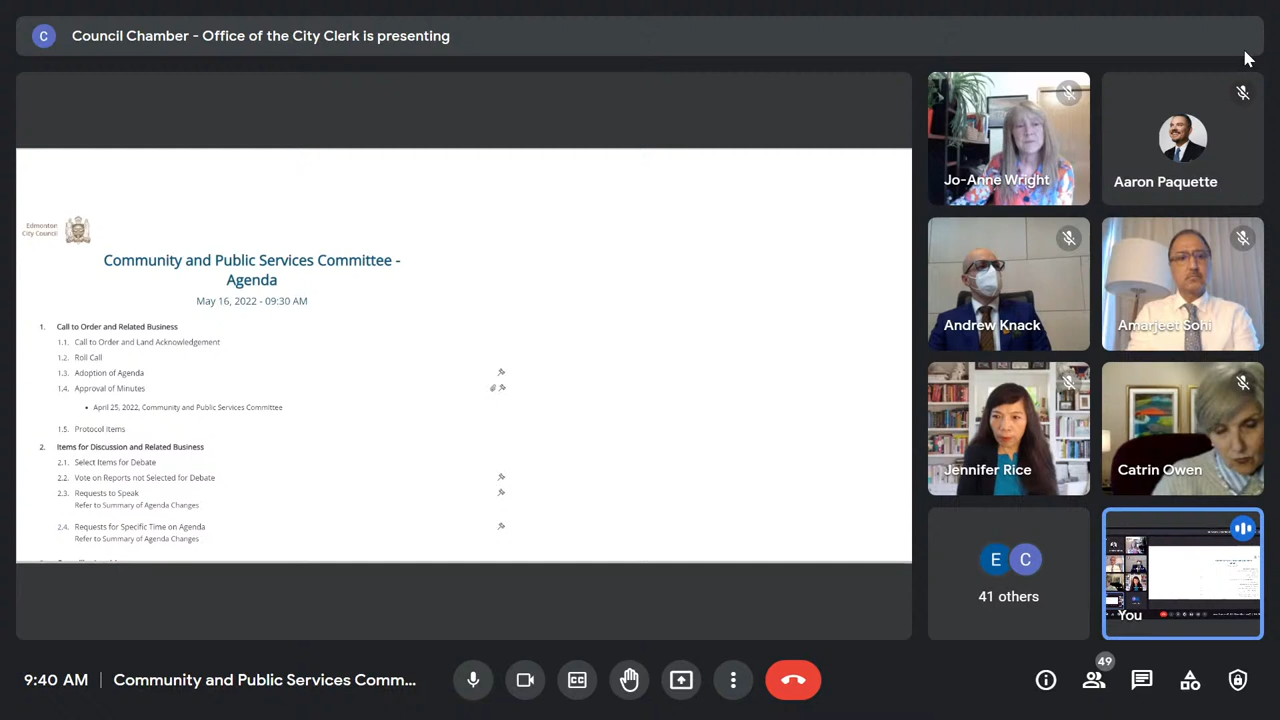 C
Council Chamber - Office of the City Clerk is presenting
Edmonton
City Council
Community and Public Services Committee -
Agenda
May 16, 2022 - 09:30 AM
1. Call to Order and Related Business
1.1. Call to Order and Land Acknowledgement
1.2. Roll Call
1.3. Adoption of Agenda
1.4. Approval of Minutes
• April 25, 2022, Community and Public Services Committee
1.5. Protocol Items
2. Items for Discussion and Related Business
2.1. Select Items for Debate
2.2. Vote on Reports not Selected for Debate
2.3. Requests to Speak
Refer to Summary of Agenda Changes
2.4. Requests for Specific Time on Agenda
Refer to Summary of Agenda Changes
Jo-Anne Wright
Aaron Paquette
Andrew Knack
Amarjeet Sohi
Jennifer Rice
Catrin Owen
E C
41 others
You
9:40 AM | Community and Public Services Comm...
CC
49